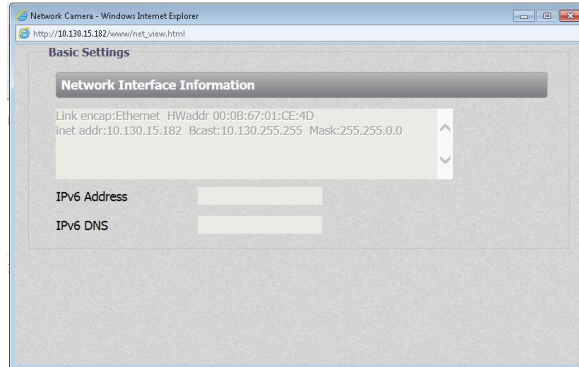 Network Camera - Windows Internet Explorer
http://10.130.15.182/www/net_view.html
Basic Settings
Network Interface Information
Link encap:Ethernet HWaddr 00:0B:67:01:CE:4D
inet addr:10.130.15.182 Bcast:10.130.255.255 Mask:255.255.0.0
IPv6 Address
IPv6 DNS